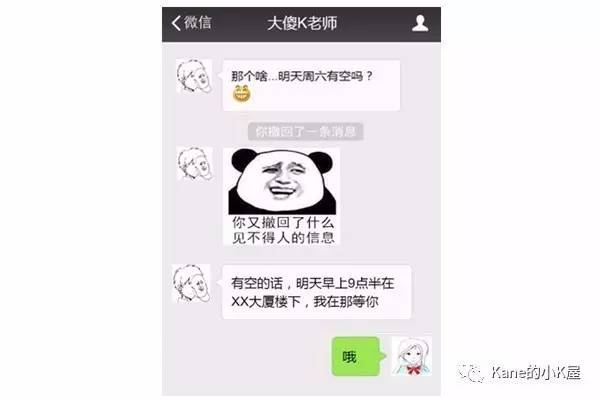 微信
大傻K老师
那个啥...明天周六有空吗？
你撤回了一条消息
你又撤回了什么
见不得人的信息
有空的话，明天早上9点半在
XX大厦楼下，我在那等你
哦
Kane的小K屋